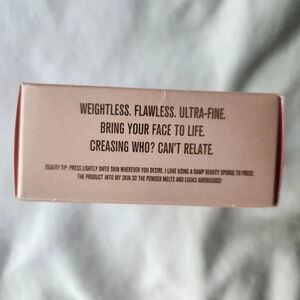 WEIGHTLESS. FLAWLESS. ULTRA-FINE.
BRING YOUR FACE TO LIFE.
CREASING WHO? CAN'T RELATE.
BEAUTY TIP: PRESS LIGHTLY ONTO SKIN WHEREVER YOU DESIRE. I LOVE USING A DAMP BEAUTY SPONGE TO PRESS
THE PRODUCT INTO MY SKIN SO THE POWDER MELTS AND LOOKS AIRBRUSHED!